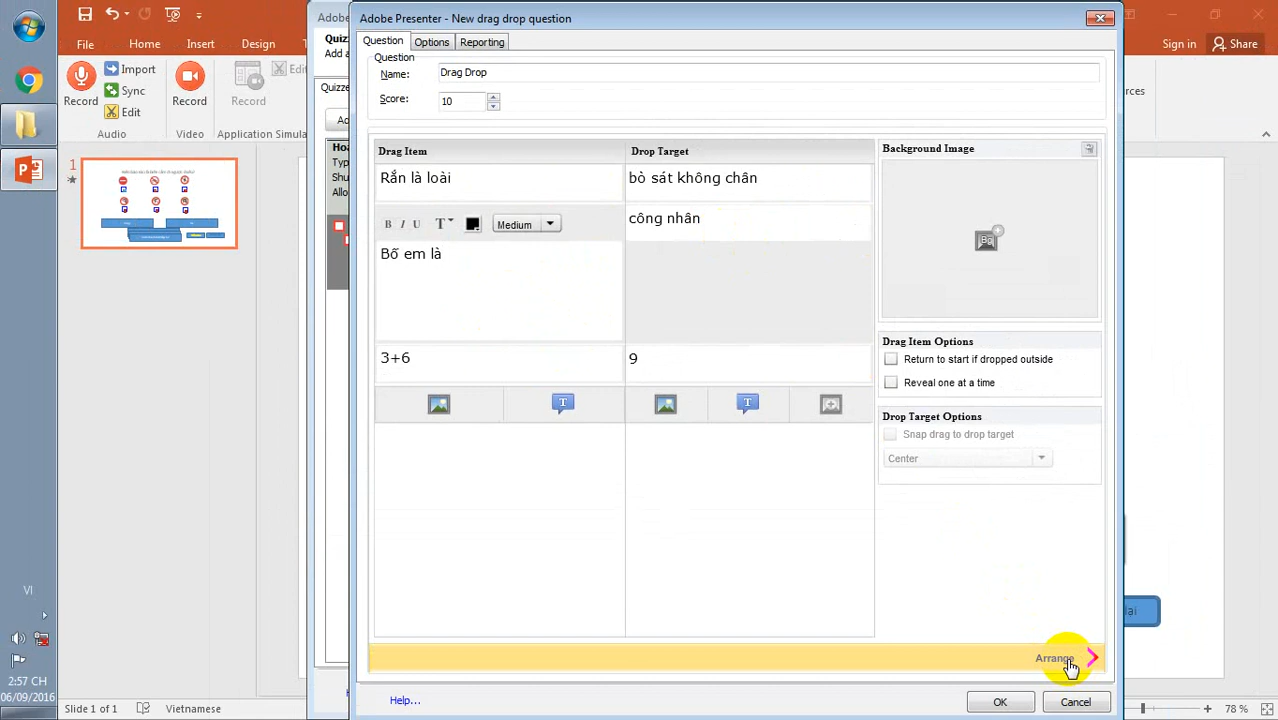 Adobe Presenter - New drag drop question
File
Home
Insert
Design
Sign in
Share
Import
Sync
Edit
Record
Record
Record
Audio
Video
Application Simula
Question
Options
Reporting
Question
Name:
Drag Drop
Score:
10
Drag Item
Drop Target
Background Image
Rắn là loài
bò sát không chân
B I U T
Medium
công nhân
Bố em là
3+6
9
Drag Item Options
Return to start if dropped outside
Reveal one at a time
Drop Target Options
Snap drag to drop target
Center
Arrange
Help...
OK
Cancel
VI
2:57 CH
06/09/2016
Slide 1 of 1
Vietnamese
78 %
1